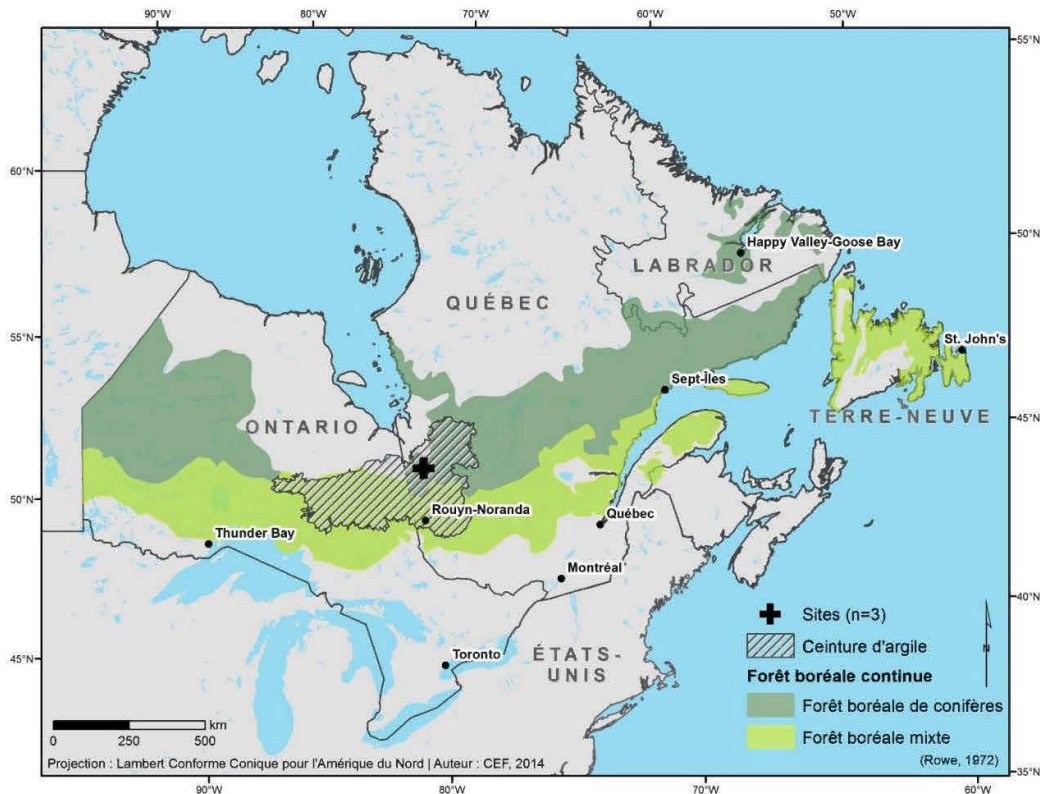 90°W 80°W 70°W 60°W 50°W
55°N
60°N
50°N
Happy Valley-Goose Bay
LABRADOR
QUÉBEC
55°N
St. John's
Sept-Îles
45°N
TERRE-NEUVE
ONTARIO
50°N
Rouyn-Noranda
Québec
Thunder Bay
Montréal
40°N
Sites (n=3)
N
Toronto
45°N
ÉTATS-
UNIS
Ceinture d'argile
Forêt boréale continue
Forêt boréale de conifères
km
0 250 500
Forêt boréale mixte
Projection : Lambert Conforme Conique pour l'Amérique du Nord | Auteur : CEF, 2014
(Rowe, 1972)
35°N
90°W 80°W 70°W 60°W